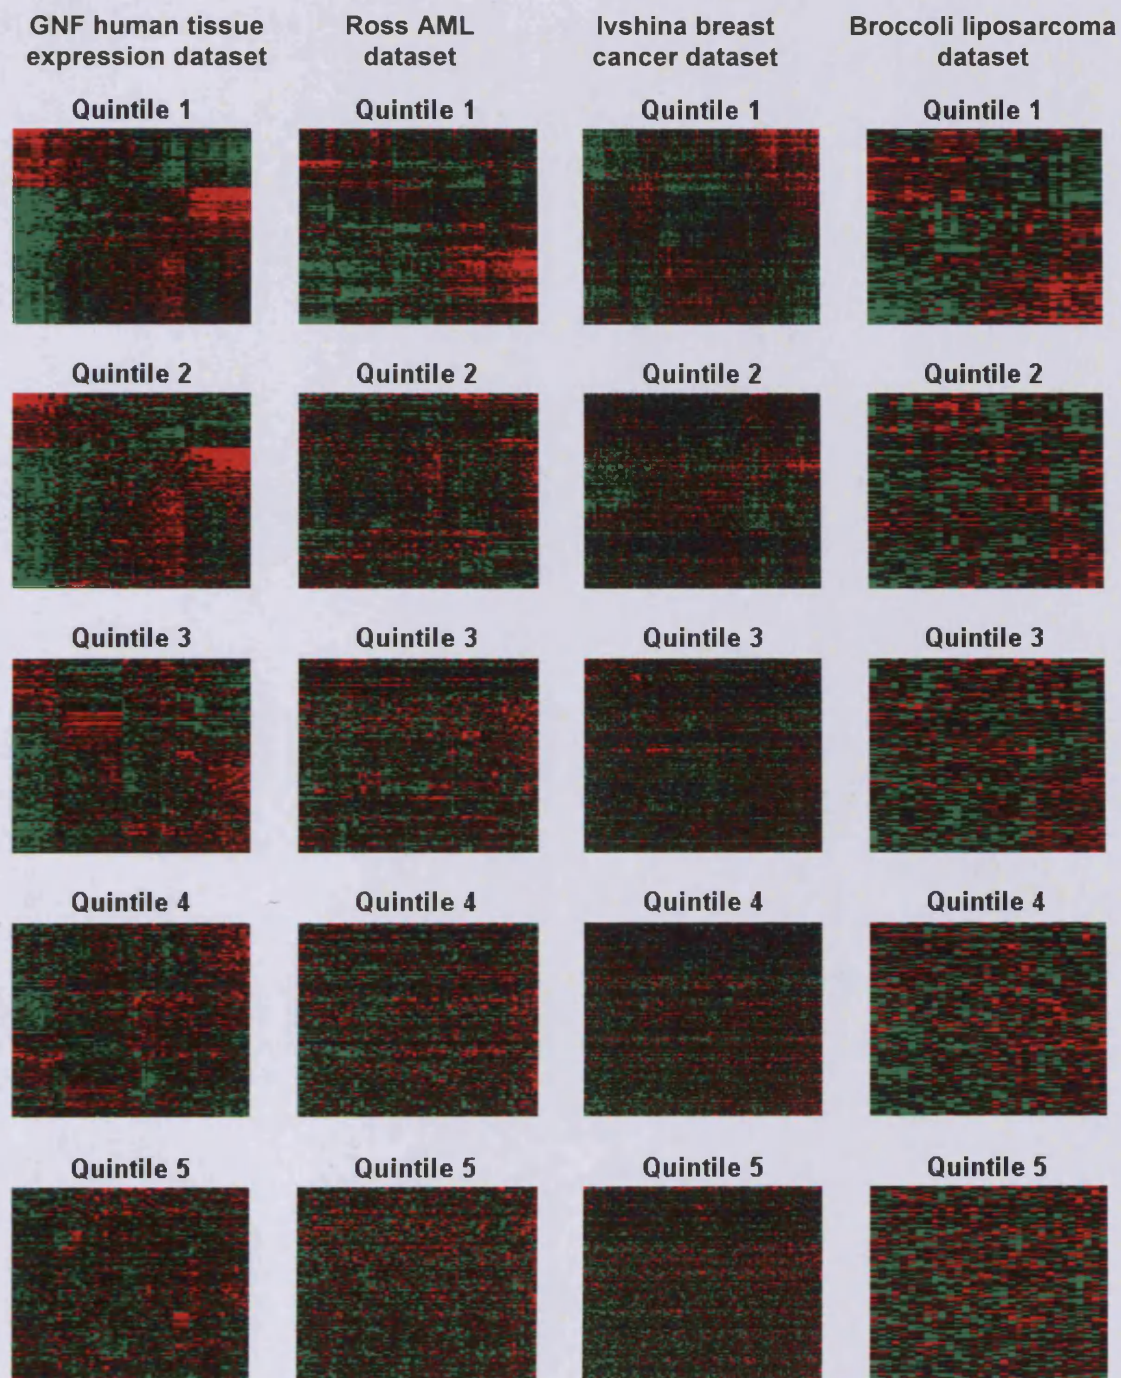 GNF human tissue
expression dataset
Ross AML
dataset
Ivshina breast
cancer dataset
Broccoli liposarcoma
dataset
Quintile 1
Quintile 1
Quintile 1
Quintile 1
Quintile 2
Quintile 2
Quintile 2
Quintile 2
Quintile 3
Quintile 3
Quintile 3
Quintile 3
Quintile 4
Quintile 4
Quintile 4
Quintile 4
Quintile 5
Quintile 5
Quintile 5
Quintile 5